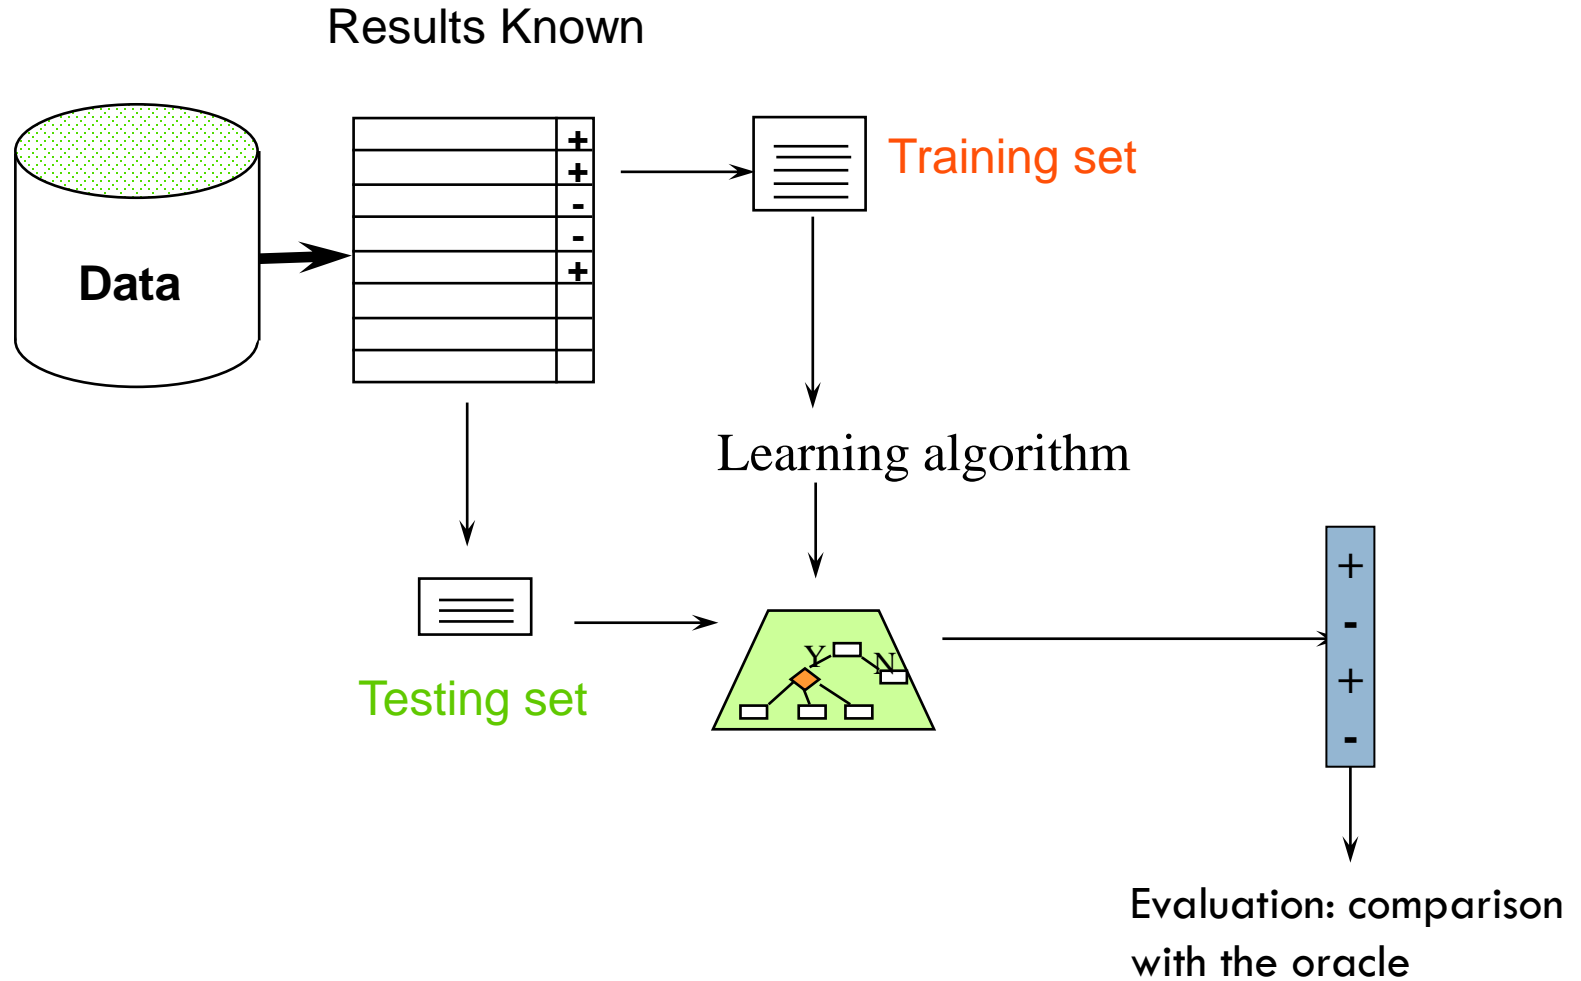 Results Known
+
+
-
-
+
Training set
Data
Learning algorithm
Y
N
Testing set
+
-
+
-
Evaluation: comparison
with the oracle